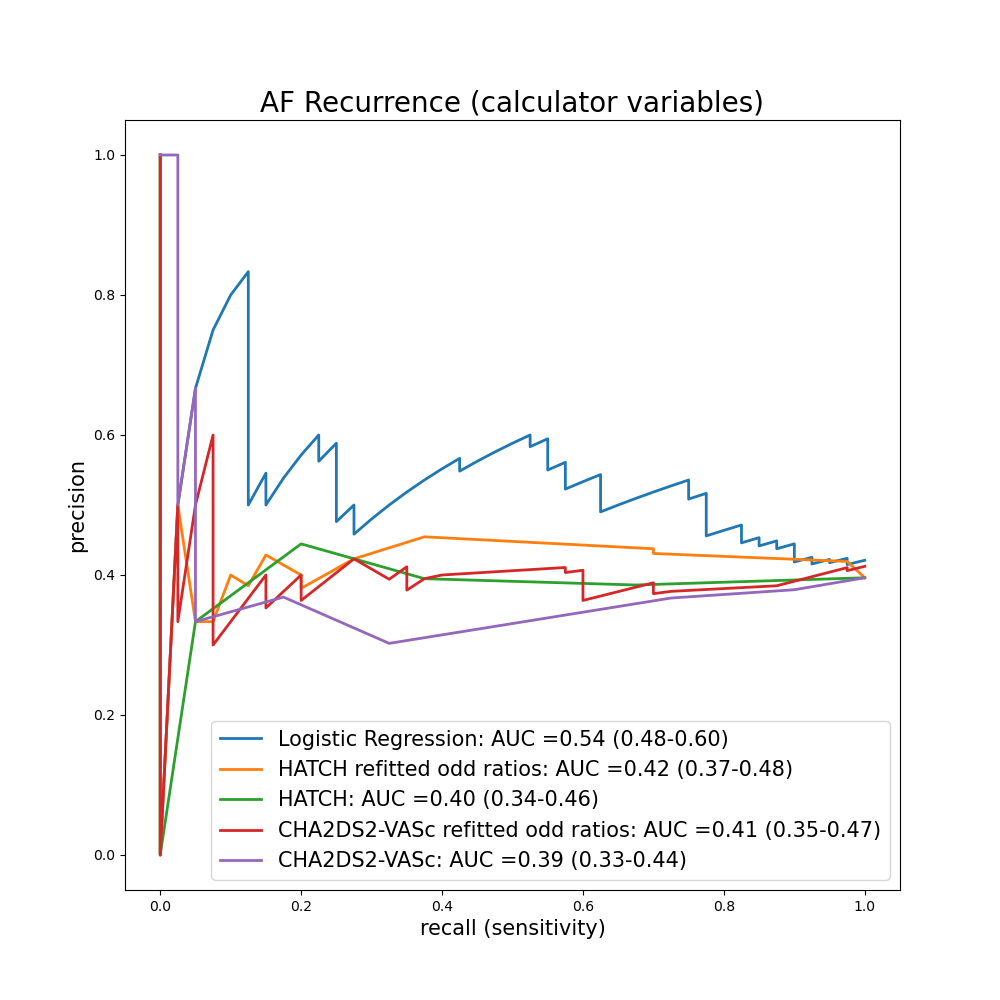 AF Recurrence (calculator variables)
1.0
0.8
0.6
0.4
0.2
0.0
precision
Logistic Regression: AUC =0.54 (0.48-0.60)
HATCH refitted odd ratios: AUC =0.42 (0.37-0.48)
HATCH: AUC =0.40 (0.34-0.46)
CHA2DS2-VASc refitted odd ratios: AUC =0.41 (0.35-0.47)
CHA2DS2-VASc: AUC =0.39 (0.33-0.44)
0.0 0.2 0.4 0.6 0.8 1.0
recall (sensitivity)